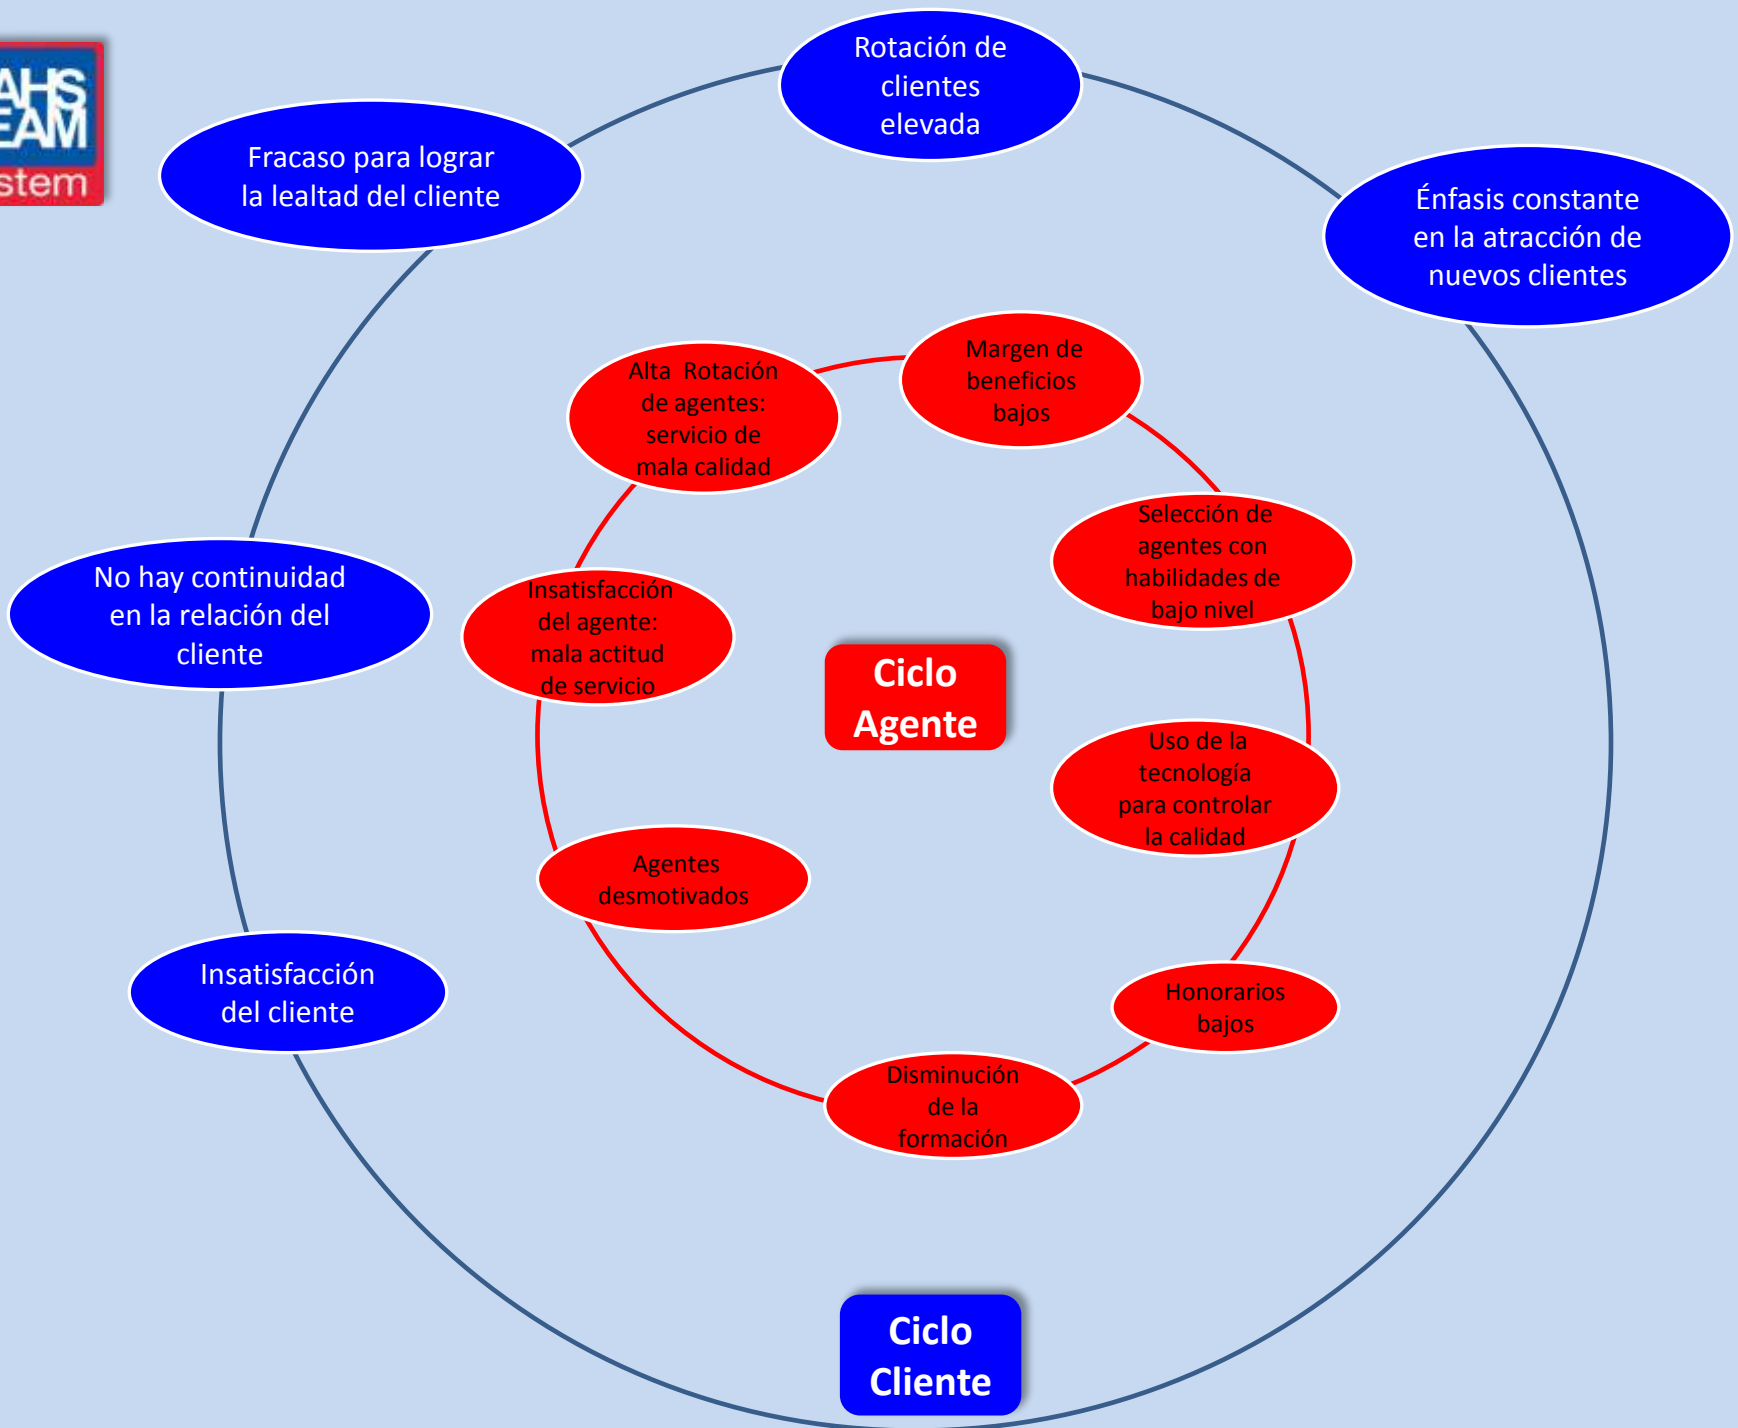 AHS
EAM
stem
Rotación de
clientes
elevada
Fracaso para lograr
la lealtad del cliente
Énfasis constante
en la atracción de
nuevos clientes
Margen de
beneficios
bajos
Alta Rotación
de agentes:
servicio de
mala calidad
Selección de
agentes con
habilidades de
bajo nivel
No hay continuidad
en la relación del
cliente
Insatisfacción
del agente:
mala actitud
de servicio
Ciclo
Agente
Uso de la
tecnología
para controlar
la calidad
Agentes
desmotivados
Insatisfacción
del cliente
Honorarios
bajos
Disminución
de la
formación
Ciclo
Cliente